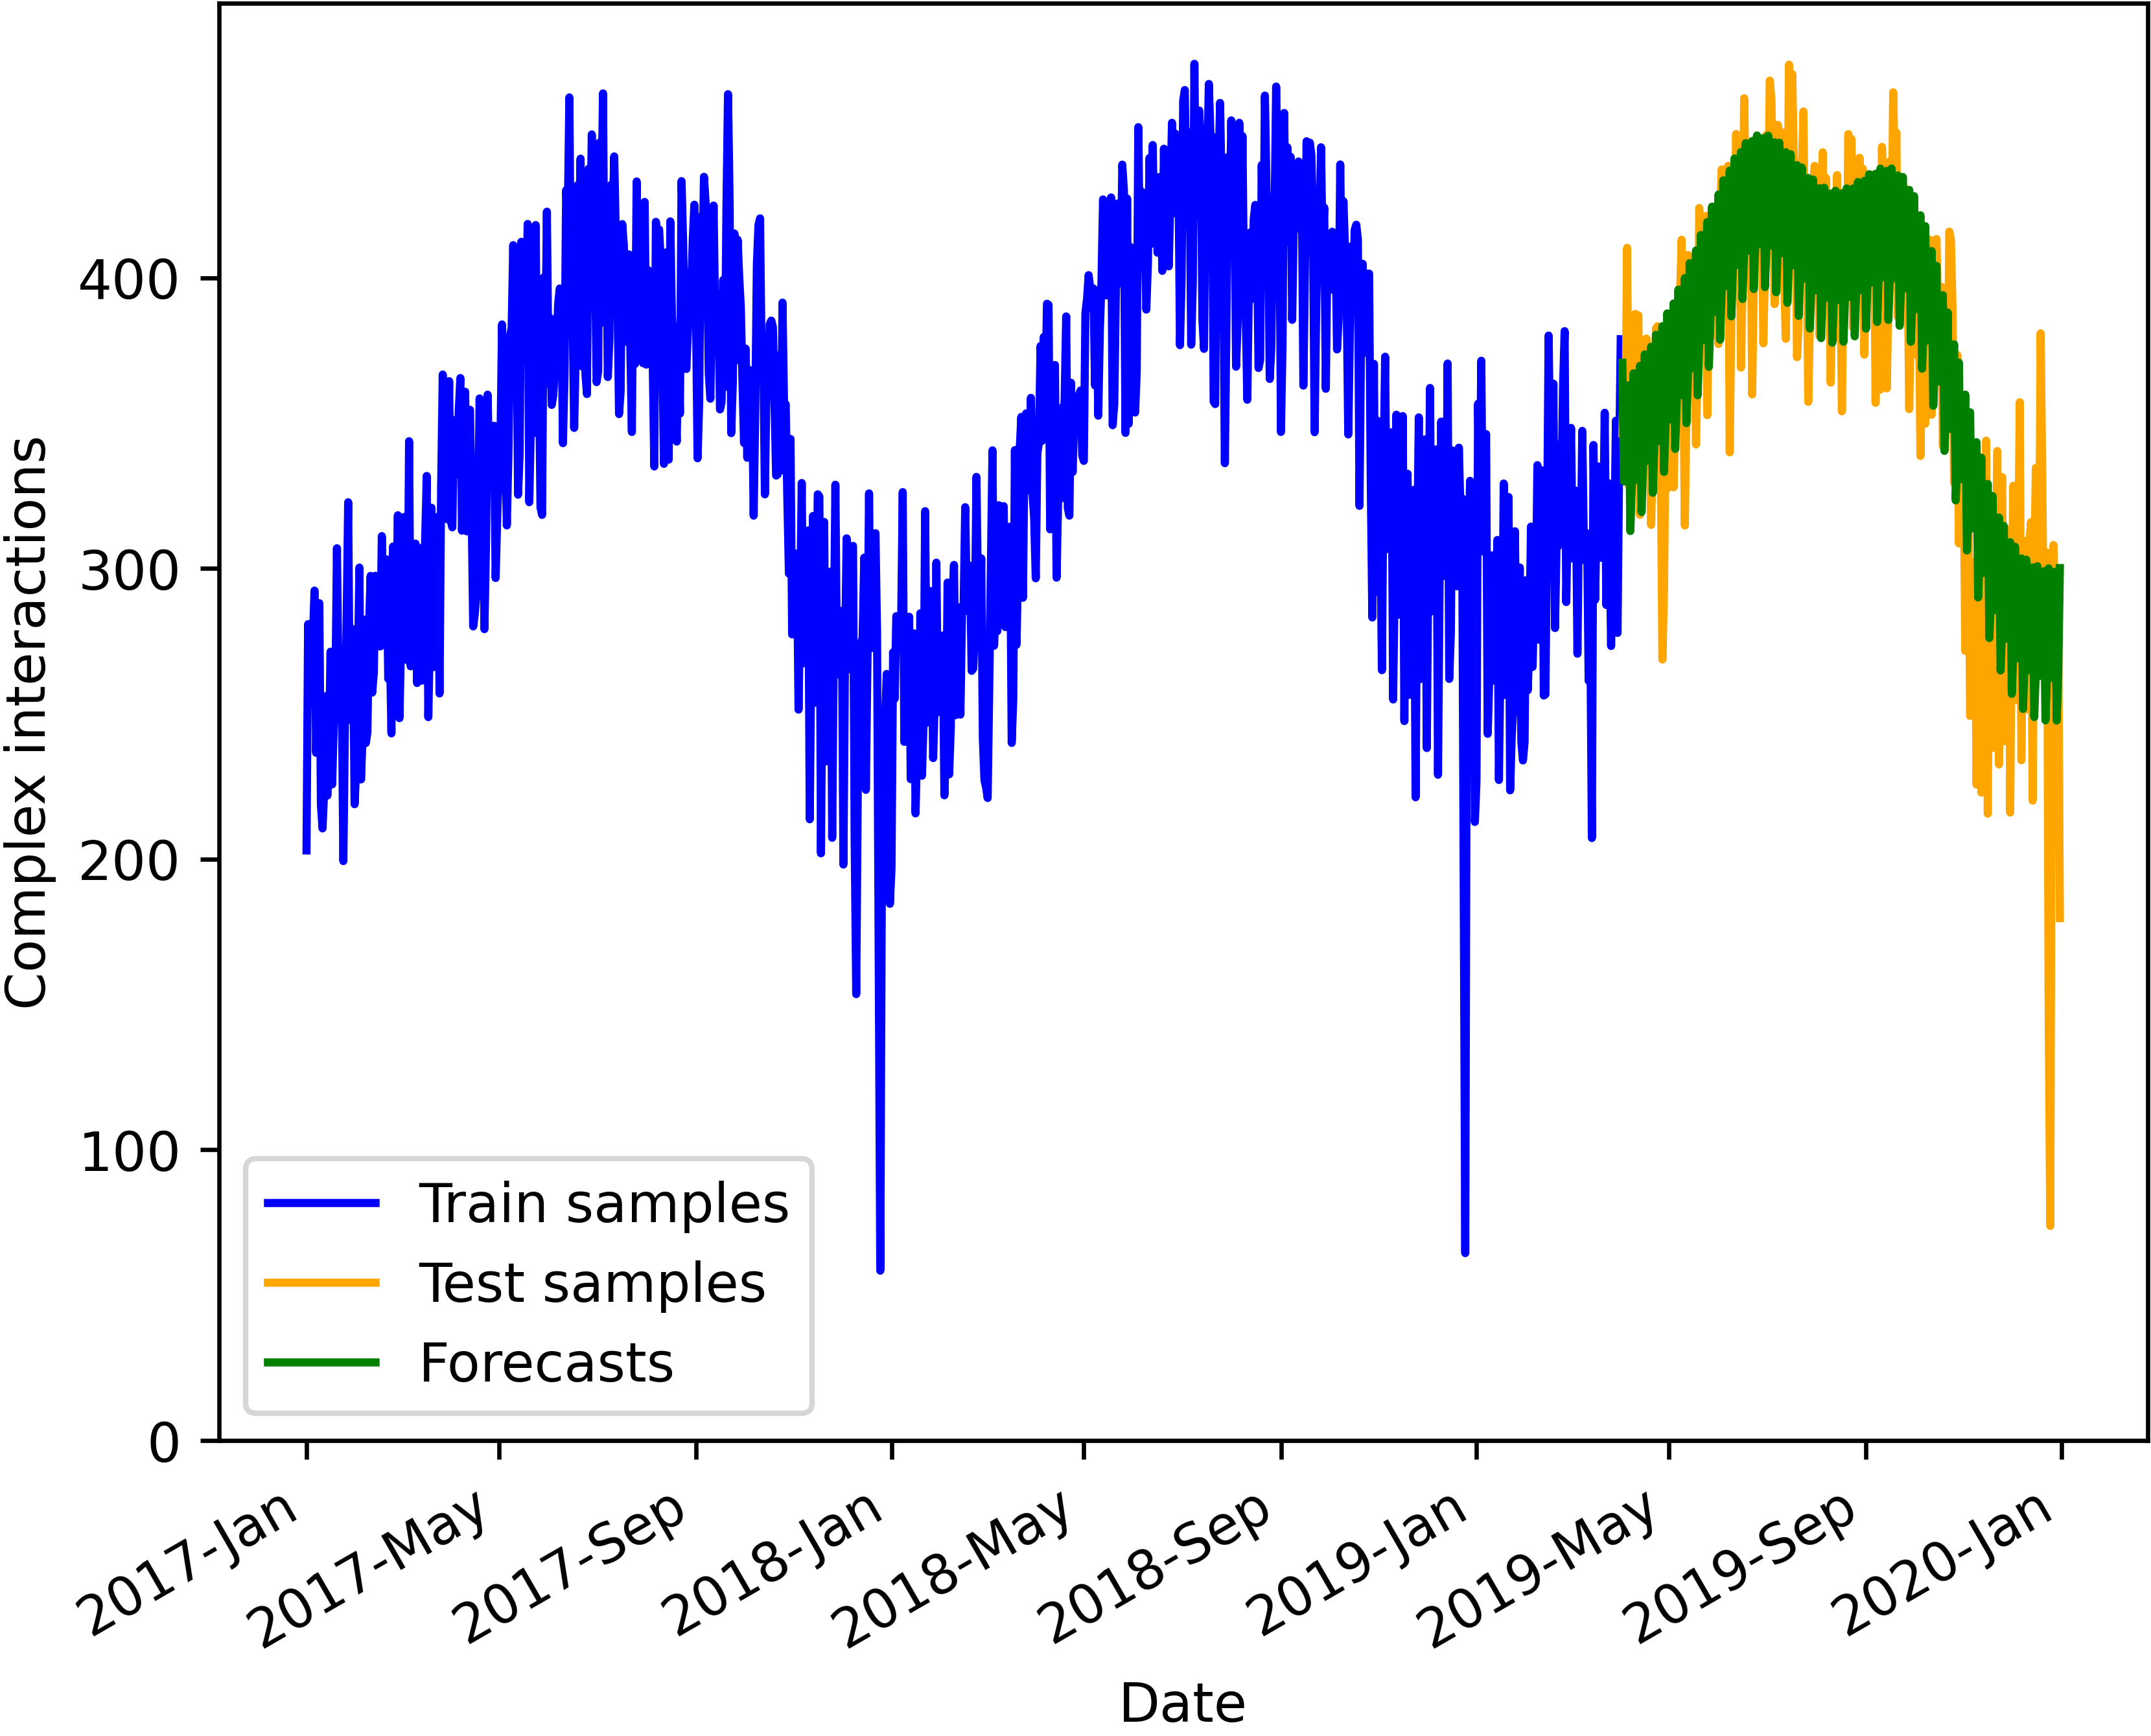 Complex interactions
400
300
200
100
0
Train samples
Test samples
Forecasts
2017-Jan
2017-May
2017-Sep
2018-Jan
2018-May
2018-Sep
2019-Jan
2019-May
2019-Sep
2020-Jan
Date